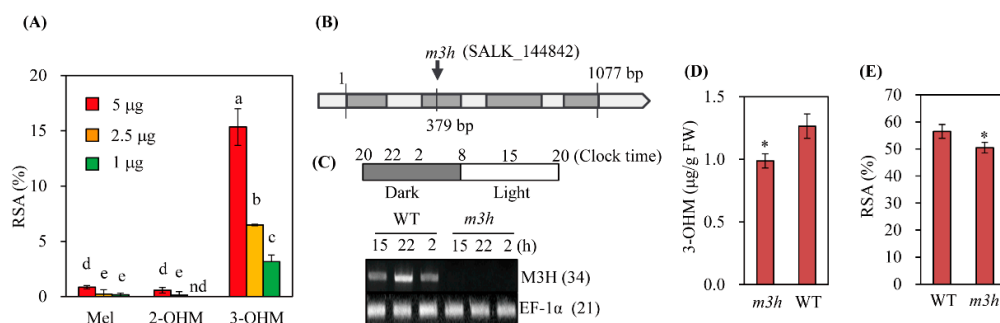 (A)
RSA (%)
20
15
10
5
0
5 µg
2.5 µg
1 µg
d e e
d e nd
a b c
Mel 2-OHM 3-OHM
(B)
m3h (SALK_144842)
1
1077 bp
379 bp
(C)
20 22 2 8 15 20 (Clock time)
Dark Light
WT m3h
15 22 2 15 22 2 (h)
M3H (34)
EF-1α (21)
(D)
3-OHM (µg/g FW)
1.5
1.0
0.5
0.0
*
m3h WT
(E)
RSA (%)
70
60
50
40
30
20
10
0
*
WT m3h